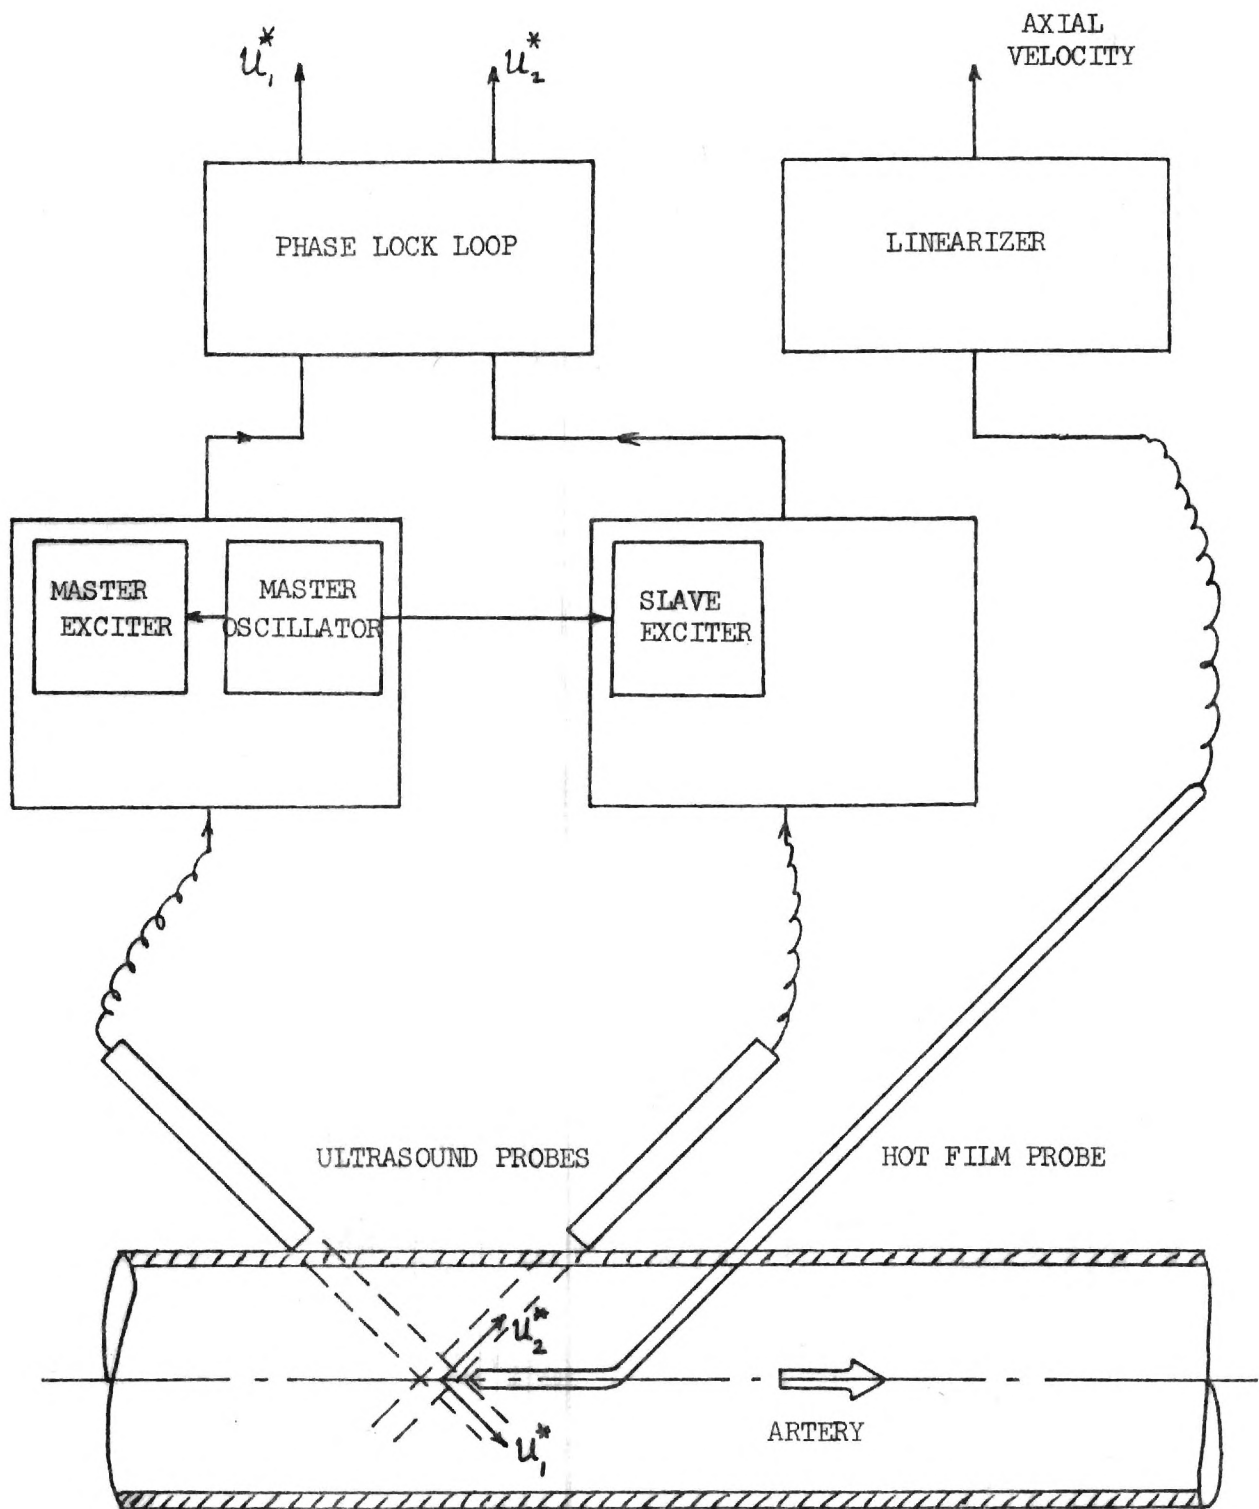 u₁*
u₂*
AXIAL
VELOCITY
PHASE LOCK LOOP
LINEARIZER
MASTER
EXCITER
MASTER
OSCILLATOR
SLAVE
EXCITER
ULTRASOUND PROBES
HOT FILM PROBE
u₂*
u₁*
ARTERY